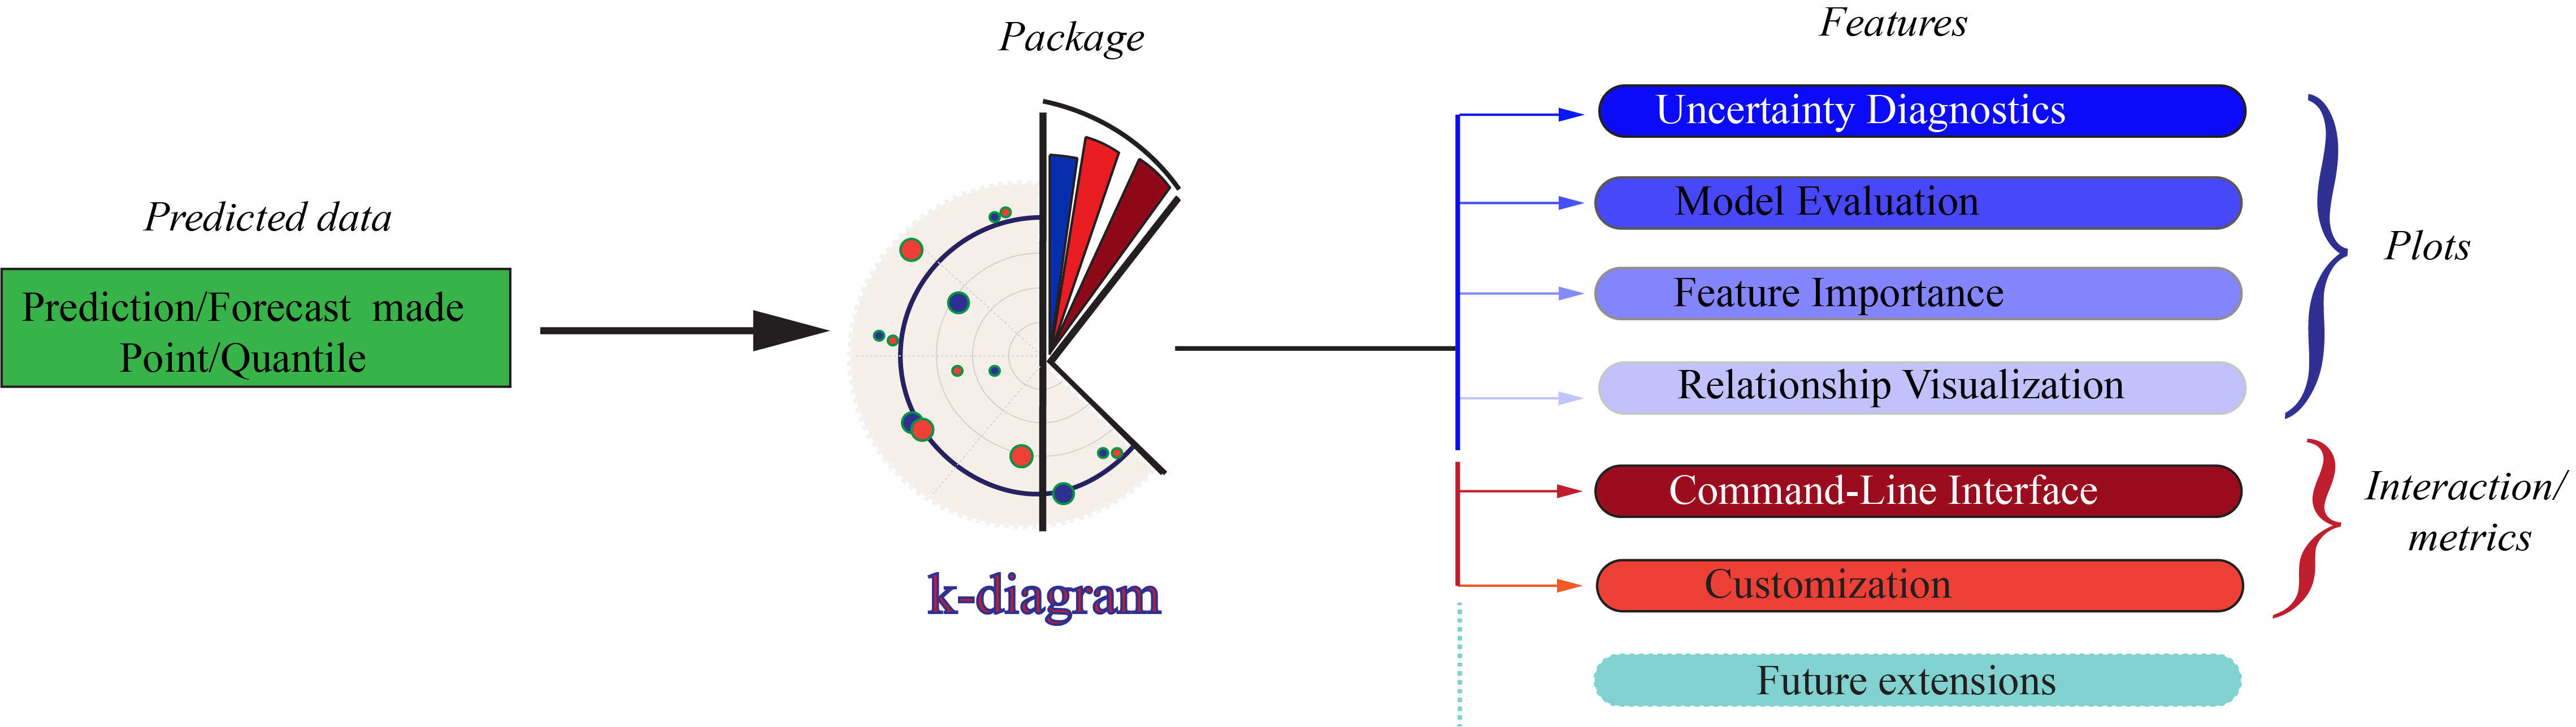 Predicted data
Prediction/Forecast made
Point/Quantile
Package
k-diagram
Features
Uncertainty Diagnostics
Model Evaluation
Feature Importance
Relationship Visualization
Plots
Command-Line Interface
Customization
Interaction/
metrics
Future extensions